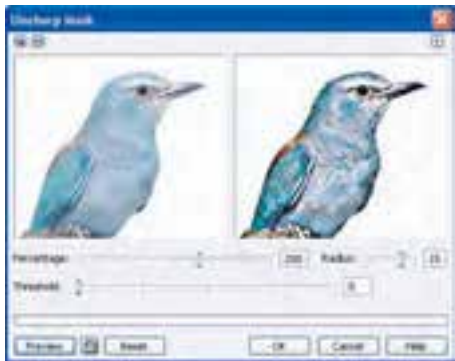 Unsharp Mask
Percentage: 200 Radius:
Threshold: 0
Preview Reset OK Cancel Help